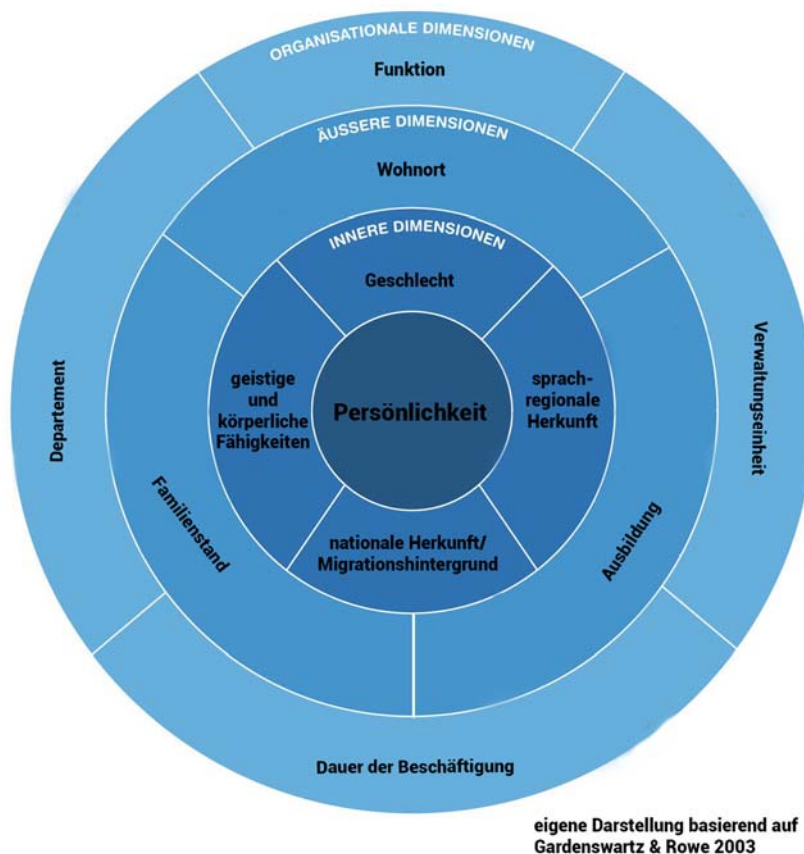 ORGANISATIONALE DIMENSIONEN
Funktion
ÄUSSERE DIMENSIONEN
Wohnort
INNERE DIMENSIONEN
Geschlecht
geistige
und
körperliche
Fähigkeiten
Persönlichkeit
sprach-
regionale
Herkunft
nationale Herkunft/
Migrationshintergrund
Departement
Familienstand
Ausbildung
Verwaltungseinheit
Dauer der Beschäftigung
eigene Darstellung basierend auf
Gardenswartz & Rowe 2003